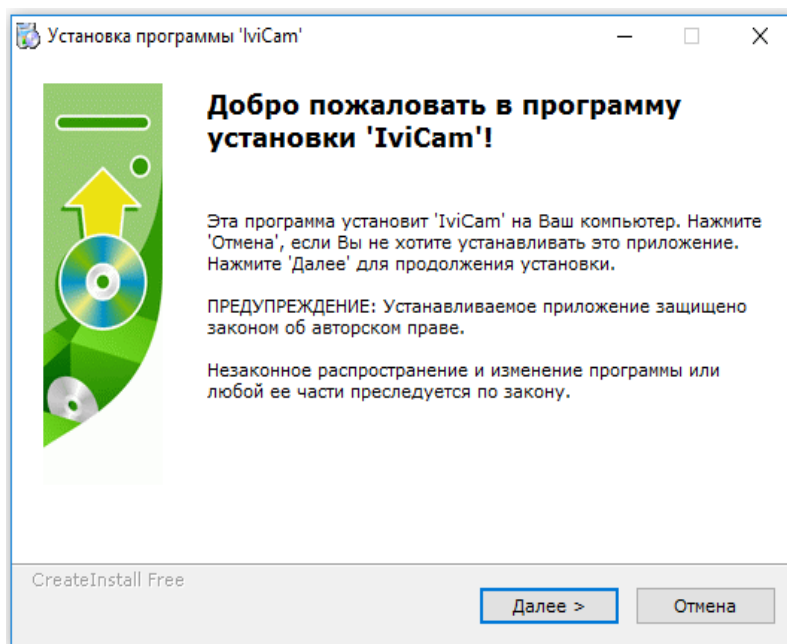 Установка программы 'IviCam'
Добро пожаловать в программу
установки 'IviCam'!
Эта программа установит 'IviCam' на Ваш компьютер. Нажмите
'Отмена', если Вы не хотите устанавливать это приложение.
Нажмите 'Далее' для продолжения установки.
ПРЕДУПРЕЖДЕНИЕ: Устанавливаемое приложение защищено
законом об авторском праве.
Незаконное распространение и изменение программы или
любой ее части преследуется по закону.
CreateInstall Free
Далее >
Отмена